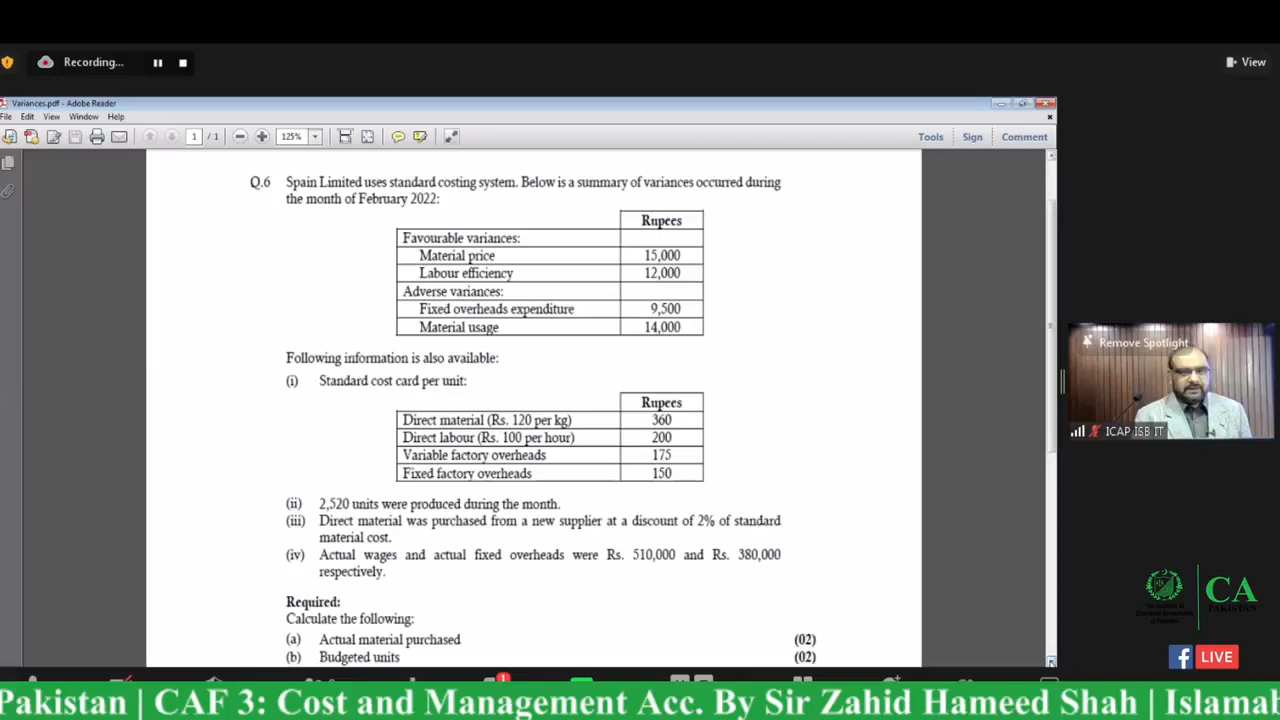 Recording...
View
Variances.pdf - Adobe Reader
File Edit View Window Help
1 / 1 125% Tools Sign Comment
Q.6 Spain Limited uses standard costing system. Below is a summary of variances occurred during
the month of February 2022:
Rupees
Favourable variances:
Material price 15,000
Labour efficiency 12,000
Adverse variances:
Fixed overheads expenditure 9,500
Material usage 14,000
Following information is also available:
(i) Standard cost card per unit:
Rupees
Direct material (Rs. 120 per kg) 360
Direct labour (Rs. 100 per hour) 200
Variable factory overheads 175
Fixed factory overheads 150
(ii) 2,520 units were produced during the month.
(iii) Direct material was purchased from a new supplier at a discount of 2% of standard
material cost.
(iv) Actual wages and actual fixed overheads were Rs. 510,000 and Rs. 380,000
respectively.
Required:
Calculate the following:
(a) Actual material purchased (02)
(b) Budgeted units (02)
Remove Spotlight
ICAP ISB IT
CA
PAKISTAN
LIVE
1
Pakistan | CAF 3: Cost and Management Acc. By Sir Zahid Hameed Shah | Islamab